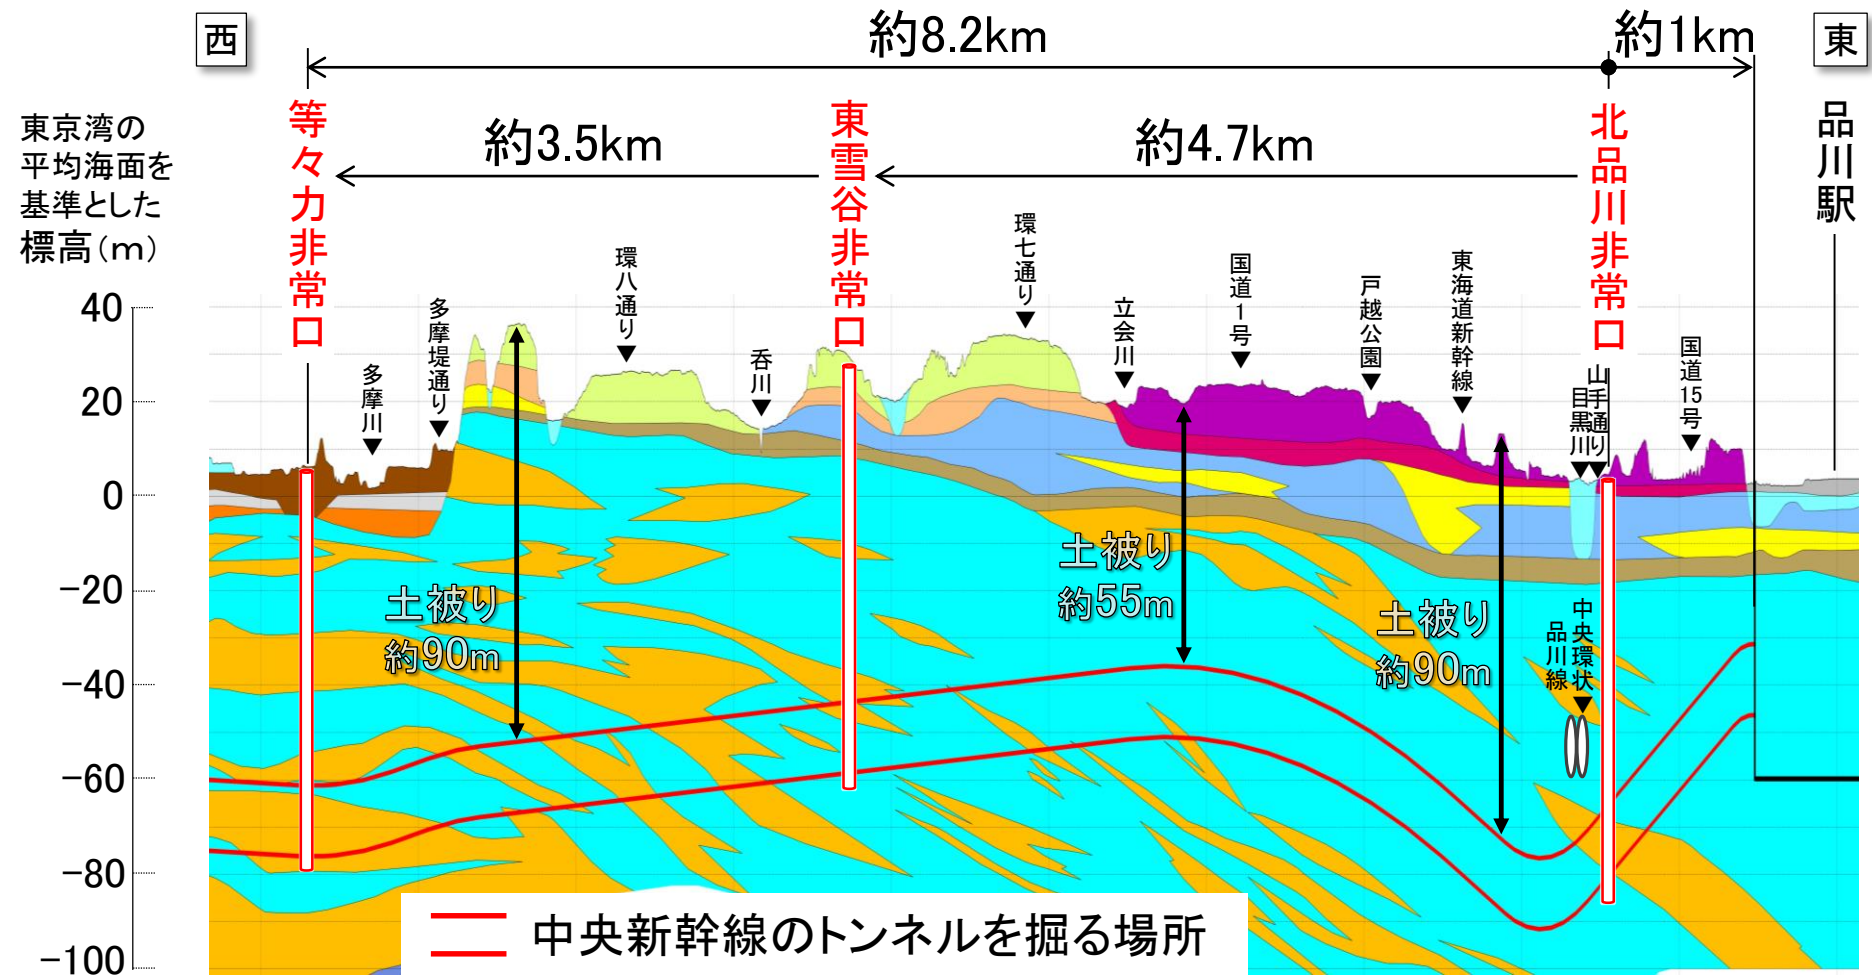 西
約8.2km
約1km
東
東京湾の
平均海面を
基準とした
標高(m)
等々力非常口
約3.5km
東雪谷非常口
約4.7km
北品川非常口
品川駅
多摩川
多摩堤通り
環八通り
呑川
環七通り
立会川
国道1号
戸越公園
東海道新幹線
目黒川
山手通り
国道15号
40
20
0
-20
-40
-60
-80
-100
土被り
約90m
土被り
約55m
土被り
約90m
中央環状
品川線
中央新幹線のトンネルを掘る場所